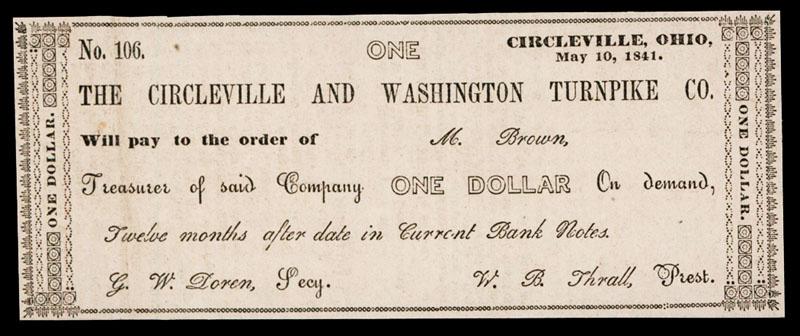 No. 106. ONE CIRCLEVILLE, OHIO,
May 10, 1841.
THE CIRCLEVILLE AND WASHINGTON TURNPIKE CO.
Will pay to the order of M. Brown,
Treasurer of said Company ONE DOLLAR On demand,
Twelve months after date in Current Bank Notes.
G. W. Doren, Secy. W. B. Thrall, Prest.
ONE DOLLAR.
ONE DOLLAR.